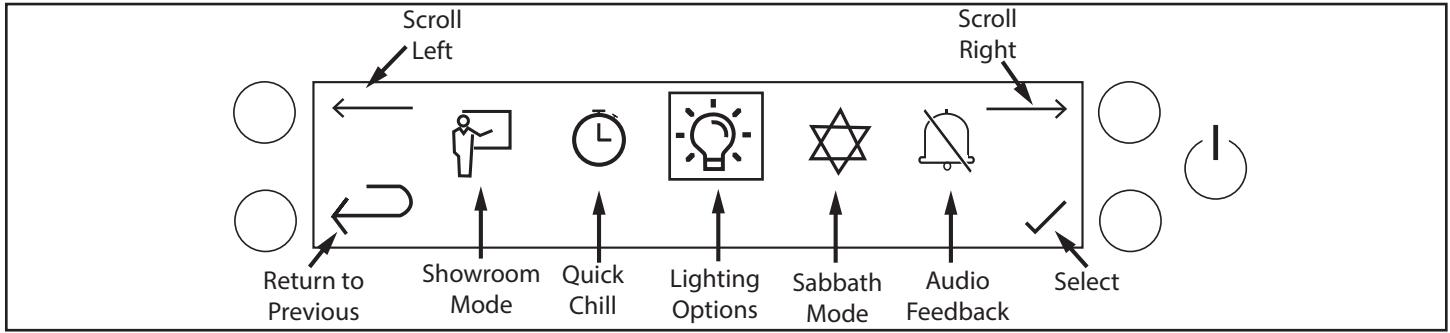 Scroll
Left
Scroll
Right
Return to
Previous
Showroom
Mode
Quick
Chill
Lighting
Options
Sabbath
Mode
Audio
Feedback
Select